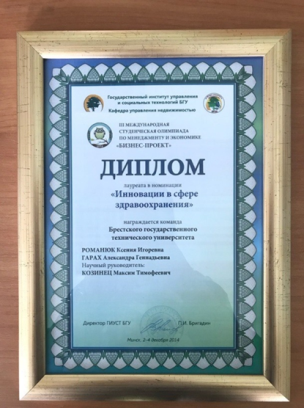 Государственный институт управления
и социальных технологий БГУ
Кафедра управления недвижимостью
III МЕЖДУНАРОДНАЯ
СТУДЕНЧЕСКАЯ ОЛИМПИАДА
ПО МЕНЕДЖМЕНТУ И ЭКОНОМИКЕ
«БИЗНЕС-ПРОЕКТ»
ДИПЛОМ
лауреата в номинации
«Инновации в сфере
здравоохранения»
награждается команда
Брестского государственного
технического университета
РОМАНЮК Ксения Игоревна
ГАРАХ Александра Геннадьевна
Научный руководитель:
КОЗИНЕЦ Максим Тимофеевич
Директор ГИУСТ БГУ П.И. Бригадин
Минск, 2-4 декабря